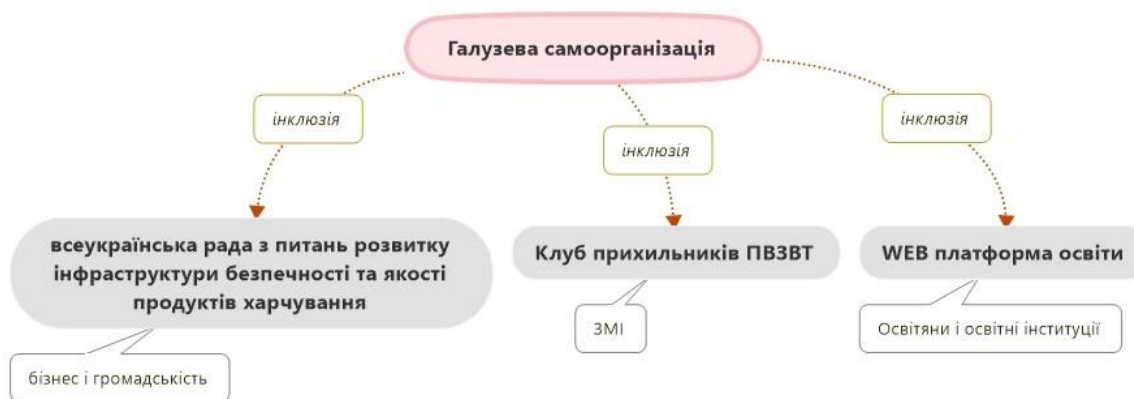 Галузева самоорганізація
інклюзія
інклюзія
інклюзія
всеукраїнська рада з питань розвитку
інфраструктури безпечності та якості
продуктів харчування
Клуб прихильників ПВЗВТ
WEB платформа освіти
бізнес і громадськість
ЗМІ
Освітяни і освітні інституції